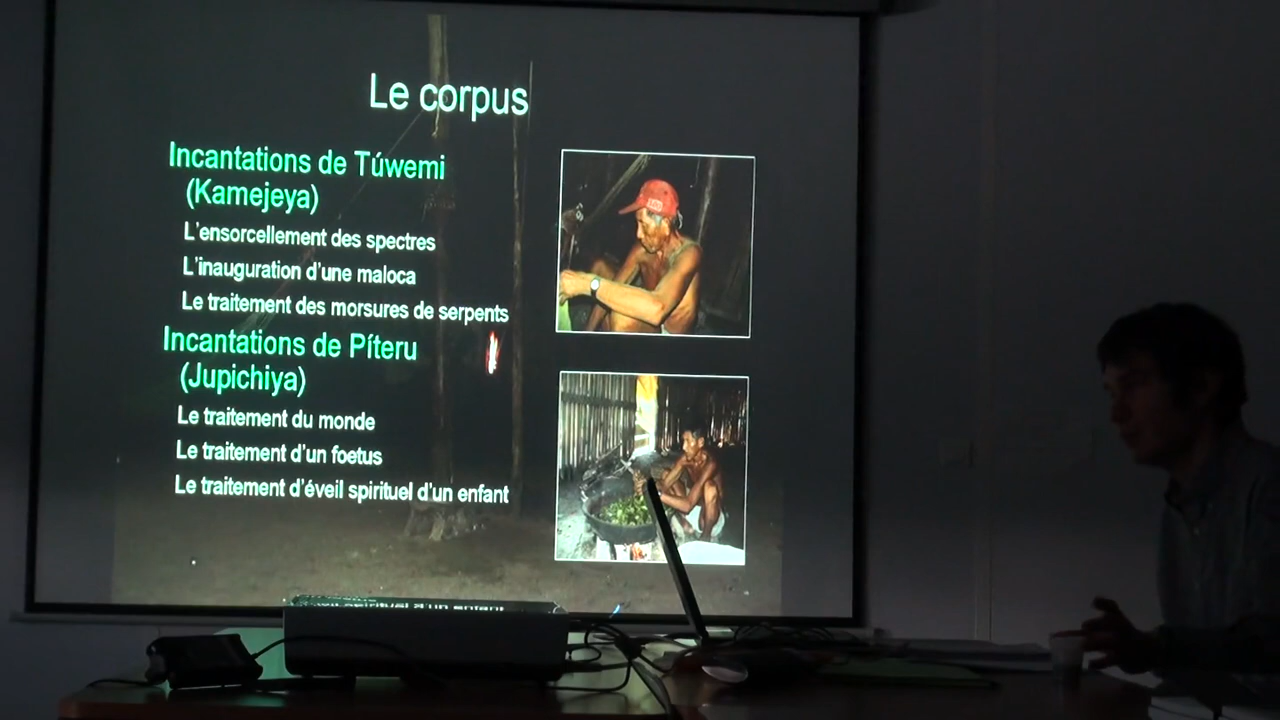 Le corpus
Incantations de Túwemi
(Kamejeya)
L'ensorcellement des spectres
L'inauguration d'une maloca
Le traitement des morsures de serpents
Incantations de Píteru
(Jupichiya)
Le traitement du monde
Le traitement d'un foetus
Le traitement d'éveil spirituel d'un enfant